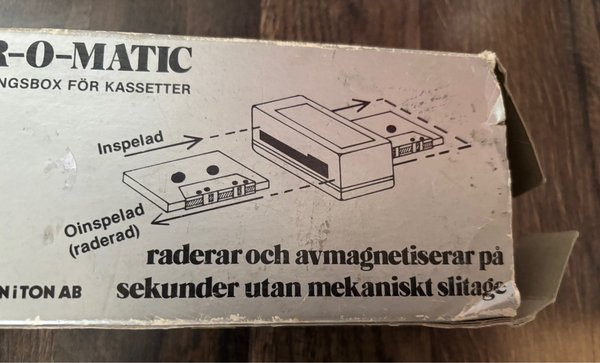 R-O-MATIC
NGSBOX FÖR KASSETTER
Inspelad
Oinspelad
(raderad)
raderar och avmagnetiserar på
NiTON AB
sekunder utan mekaniskt slitage